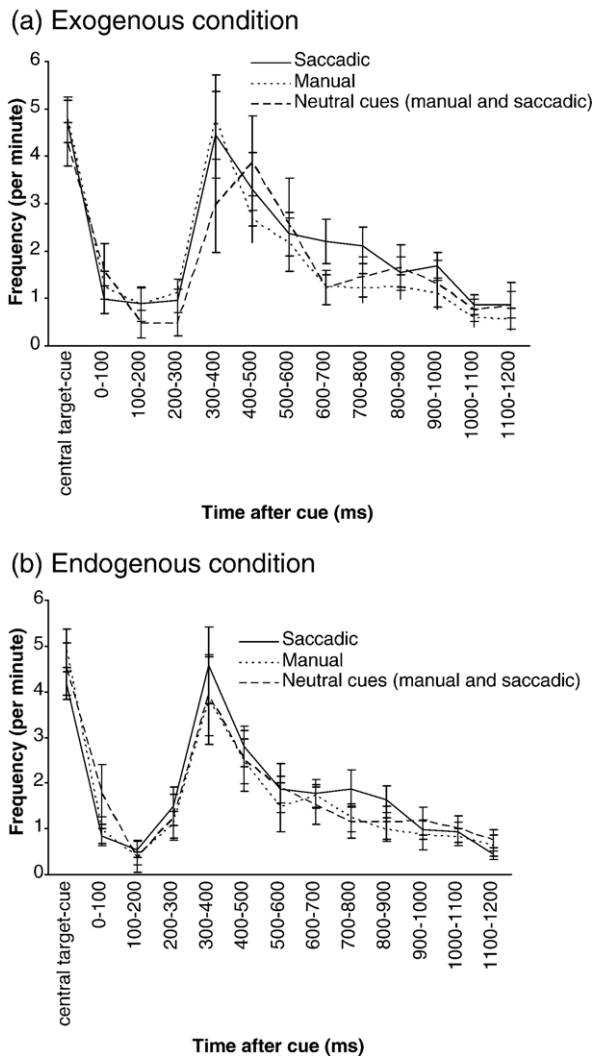 (a) Exogenous condition
Saccadic
Manual
Neutral cues (manual and saccadic)
Frequency (per minute)
6
5
4
3
2
1
0
central target-cue
0-100
100-200
200-300
300-400
400-500
500-600
600-700
700-800
800-900
900-1000
1000-1100
1100-1200
Time after cue (ms)
(b) Endogenous condition
Saccadic
Manual
Neutral cues (manual and saccadic)
Frequency (per minute)
6
5
4
3
2
1
0
central target-cue
0-100
100-200
200-300
300-400
400-500
500-600
600-700
700-800
800-900
900-1000
1000-1100
1100-1200
Time after cue (ms)